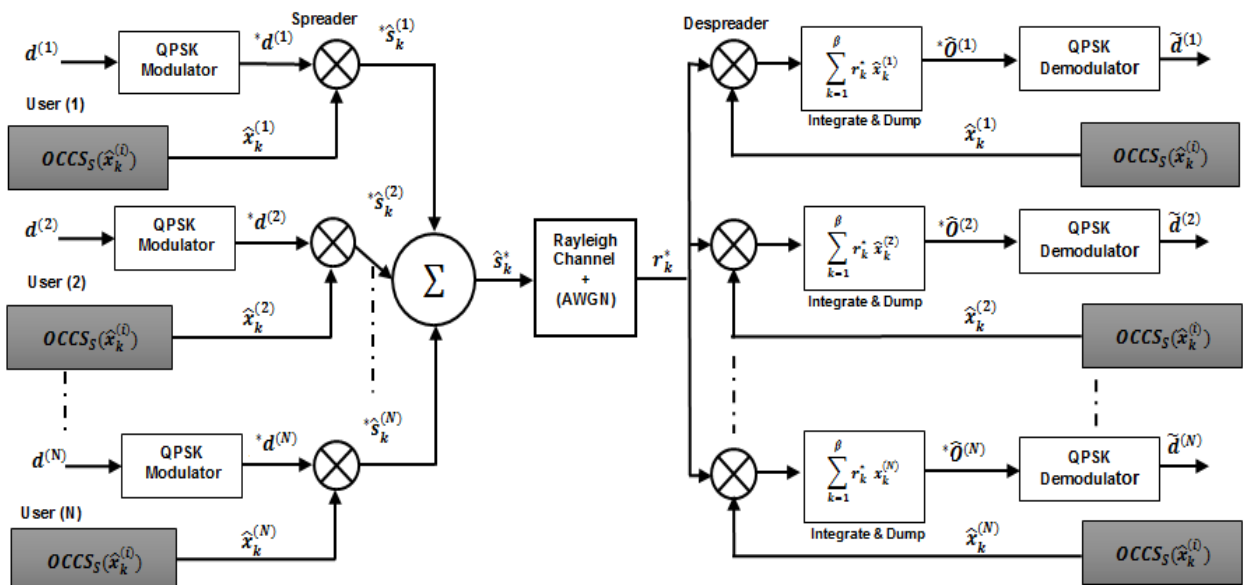 Spreader
d^{(1)}
QPSK
Modulator
*d^{(1)}
*ŝ_k^{(1)}
User (1)
OCCS_S(x̂_k^{(i)})
x̂_k^{(1)}
d^{(2)}
QPSK
Modulator
*d^{(2)}
*ŝ_k^{(2)}
User (2)
OCCS_S(x̂_k^{(i)})
x̂_k^{(2)}
d^{(N)}
QPSK
Modulator
*d^{(N)}
*ŝ_k^{(N)}
User (N)
OCCS_S(x̂_k^{(i)})
x̂_k^{(N)}
Σ
ŝ_k^*
Rayleigh
Channel
+
(AWGN)
r_k^*
Despreader
∑_{k=1}^{β} r_k^* x̂_k^{(1)}
Integrate & Dump
*Ô^{(1)}
QPSK
Demodulator
d̃^{(1)}
x̂_k^{(1)}
OCCS_S(x̂_k^{(i)})
∑_{k=1}^{β} r_k^* x̂_k^{(2)}
Integrate & Dump
*Ô^{(2)}
QPSK
Demodulator
d̃^{(2)}
x̂_k^{(2)}
OCCS_S(x̂_k^{(i)})
∑_{k=1}^{β} r_k^* x_k^{(N)}
Integrate & Dump
*Ô^{(N)}
QPSK
Demodulator
d̃^{(N)}
x̂_k^{(N)}
OCCS_S(x̂_k^{(i)})